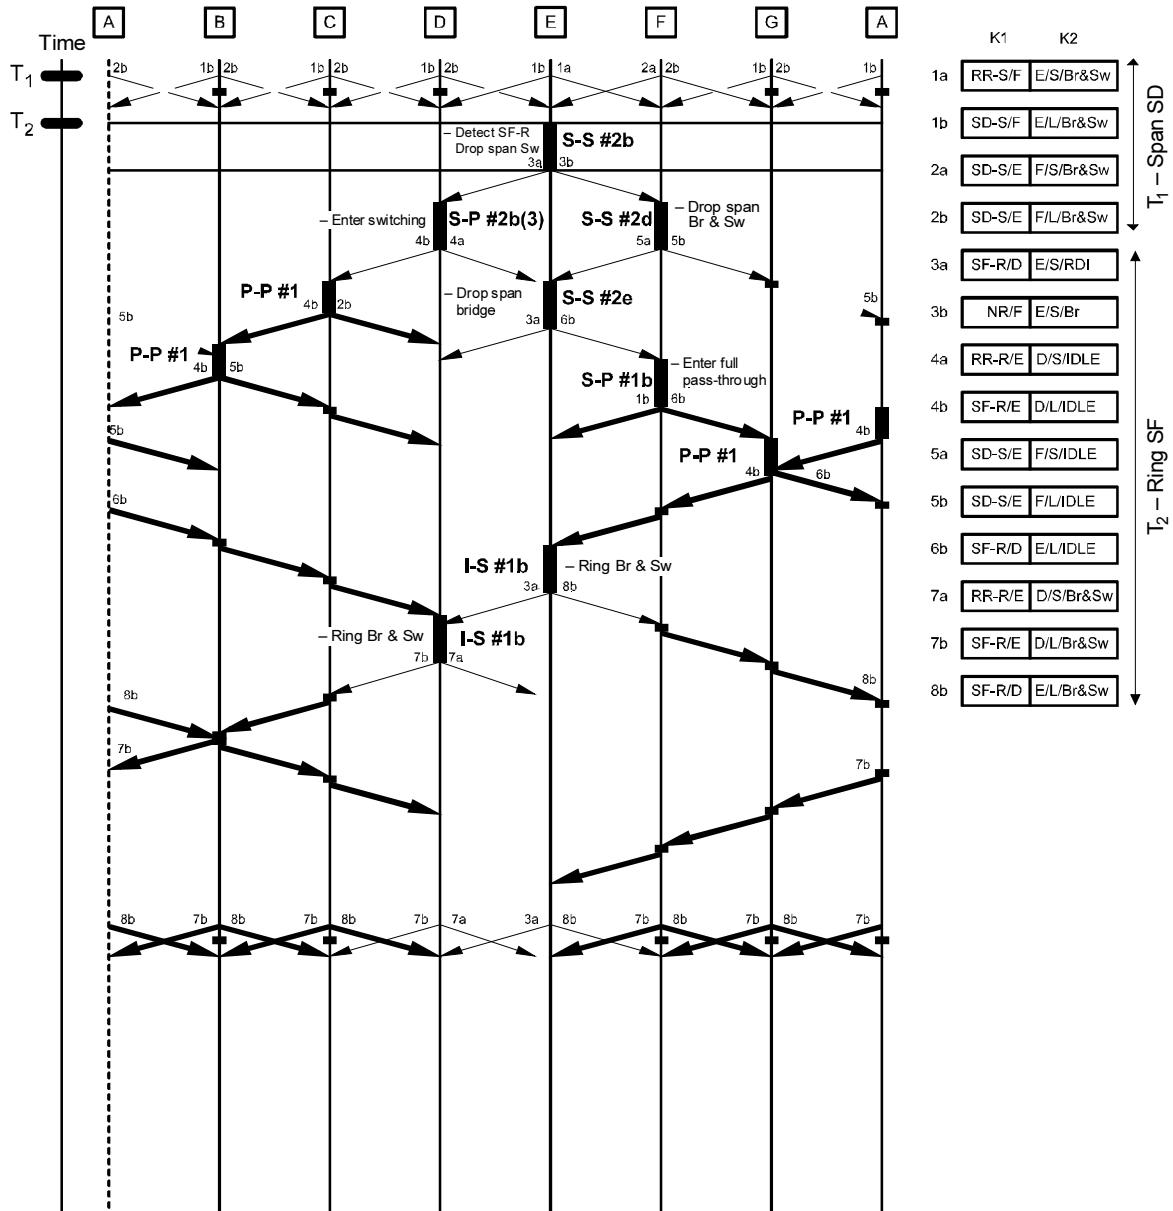 A B C D E F G A
Time
K1 K2
T1
2b 1b 2b 1b 2b 1b 2b 1b 1a 2a 2b 1b 2b 1b
1a RR-S/F E/S/Br&Sw
T2
1b SD-S/F E/L/Br&Sw
– Detect SF-R
Drop span Sw
S-S #2b
3a 3b
2a SD-S/E F/S/Br&Sw
T1 – Span SD
– Enter switching
S-P #2b(3)
4b 4a
S-S #2d
5a 5b
– Drop span
Br & Sw
2b SD-S/E F/L/Br&Sw
3a SF-R/D E/S/RDI
P-P #1
4b 2b
– Drop span
bridge
S-S #2e
3a 6b
5b
5b
3b NR/F E/S/Br
P-P #1
4b 5b
S-P #1b
1b 6b
– Enter full
pass-through
4a RR-R/E D/S/IDLE
P-P #1
4b
4b SF-R/E D/L/IDLE
5b
P-P #1
4b 6b
5a SD-S/E F/S/IDLE
6b
5b SD-S/E F/L/IDLE
T2 – Ring SF
I-S #1b
3a 8b
– Ring Br & Sw
6b SF-R/D E/L/IDLE
7a RR-R/E D/S/Br&Sw
– Ring Br & Sw
I-S #1b
7b 7a
7b SF-R/E D/L/Br&Sw
8b
8b
8b SF-R/D E/L/Br&Sw
7b
7b
8b 7b 8b 7b 8b 7b 7a 3a 8b 7b 8b 7b 8b 7b